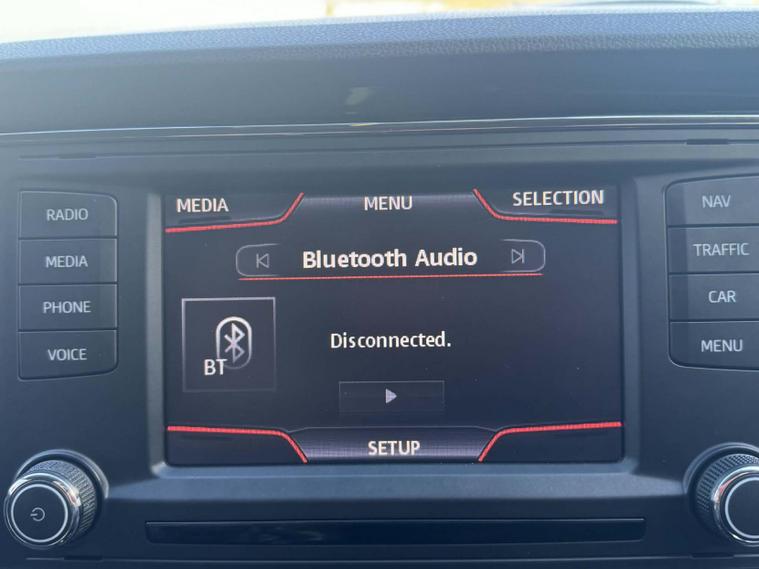 RADIO
MEDIA
PHONE
VOICE
MEDIA
MENU
SELECTION
Bluetooth Audio
BT
Disconnected.
SETUP
NAV
TRAFFIC
CAR
MENU